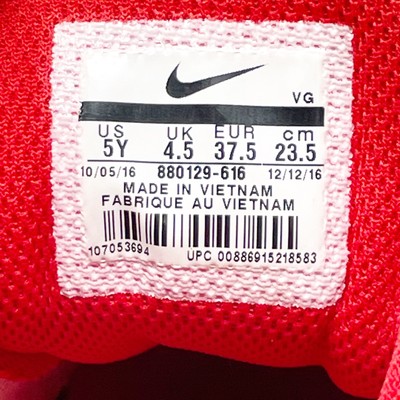 VG
US UK EUR cm
5Y 4.5 37.5 23.5
10/05/16 880129-616 12/12/16
MADE IN VIETNAM
FABRIQUE AU VIETNAM
107053694 UPC 00886915218583